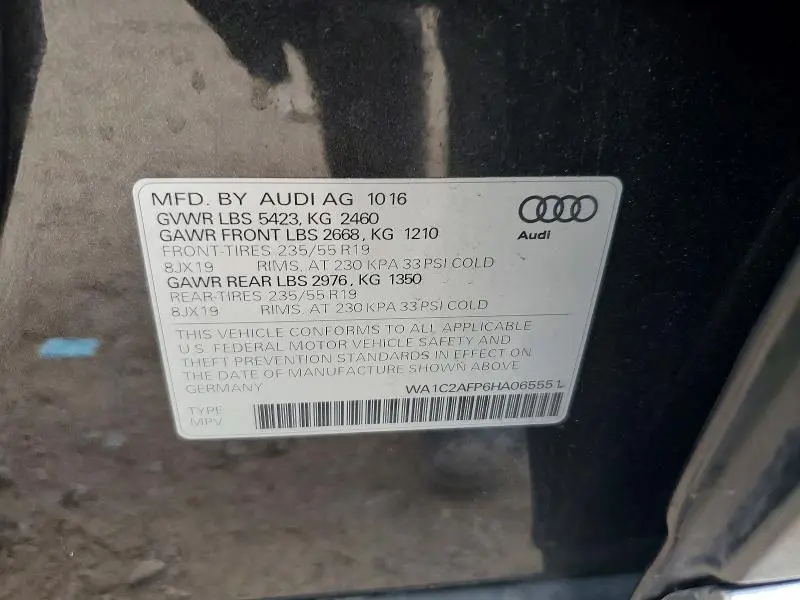 MFD. BY AUDI AG 10 16
GVWR LBS 5423, KG 2460
GAWR FRONT LBS 2668, KG 1210
FRONT-TIRES 235/55 R19
8JX19 RIMS, AT 230 KPA 33 PSI COLD
GAWR REAR LBS 2976, KG 1350
REAR-TIRES 235/55 R19
8JX19 RIMS, AT 230 KPA 33 PSI COLD
Audi
THIS VEHICLE CONFORMS TO ALL APPLICABLE
U.S. FEDERAL MOTOR VEHICLE SAFETY AND
THEFT PREVENTION STANDARDS IN EFFECT ON
THE DATE OF MANUFACTURE SHOWN ABOVE
GERMANY WA1C2AFP6HA065551
TYPE
MPV